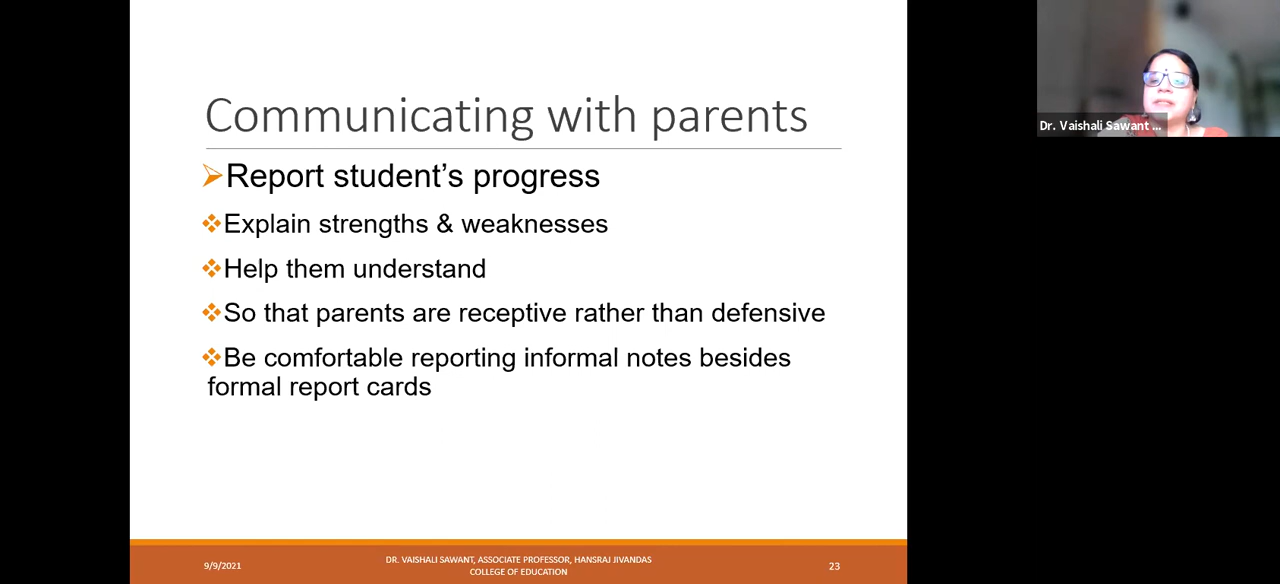 Communicating with parents
Report student's progress
Explain strengths & weaknesses
Help them understand
So that parents are receptive rather than defensive
Be comfortable reporting informal notes besides
formal report cards
9/9/2021
DR. VAISHALI SAWANT, ASSOCIATE PROFESSOR, HANSRAJ JIVANDAS
COLLEGE OF EDUCATION
23
Dr. Vaishali Sawant ...